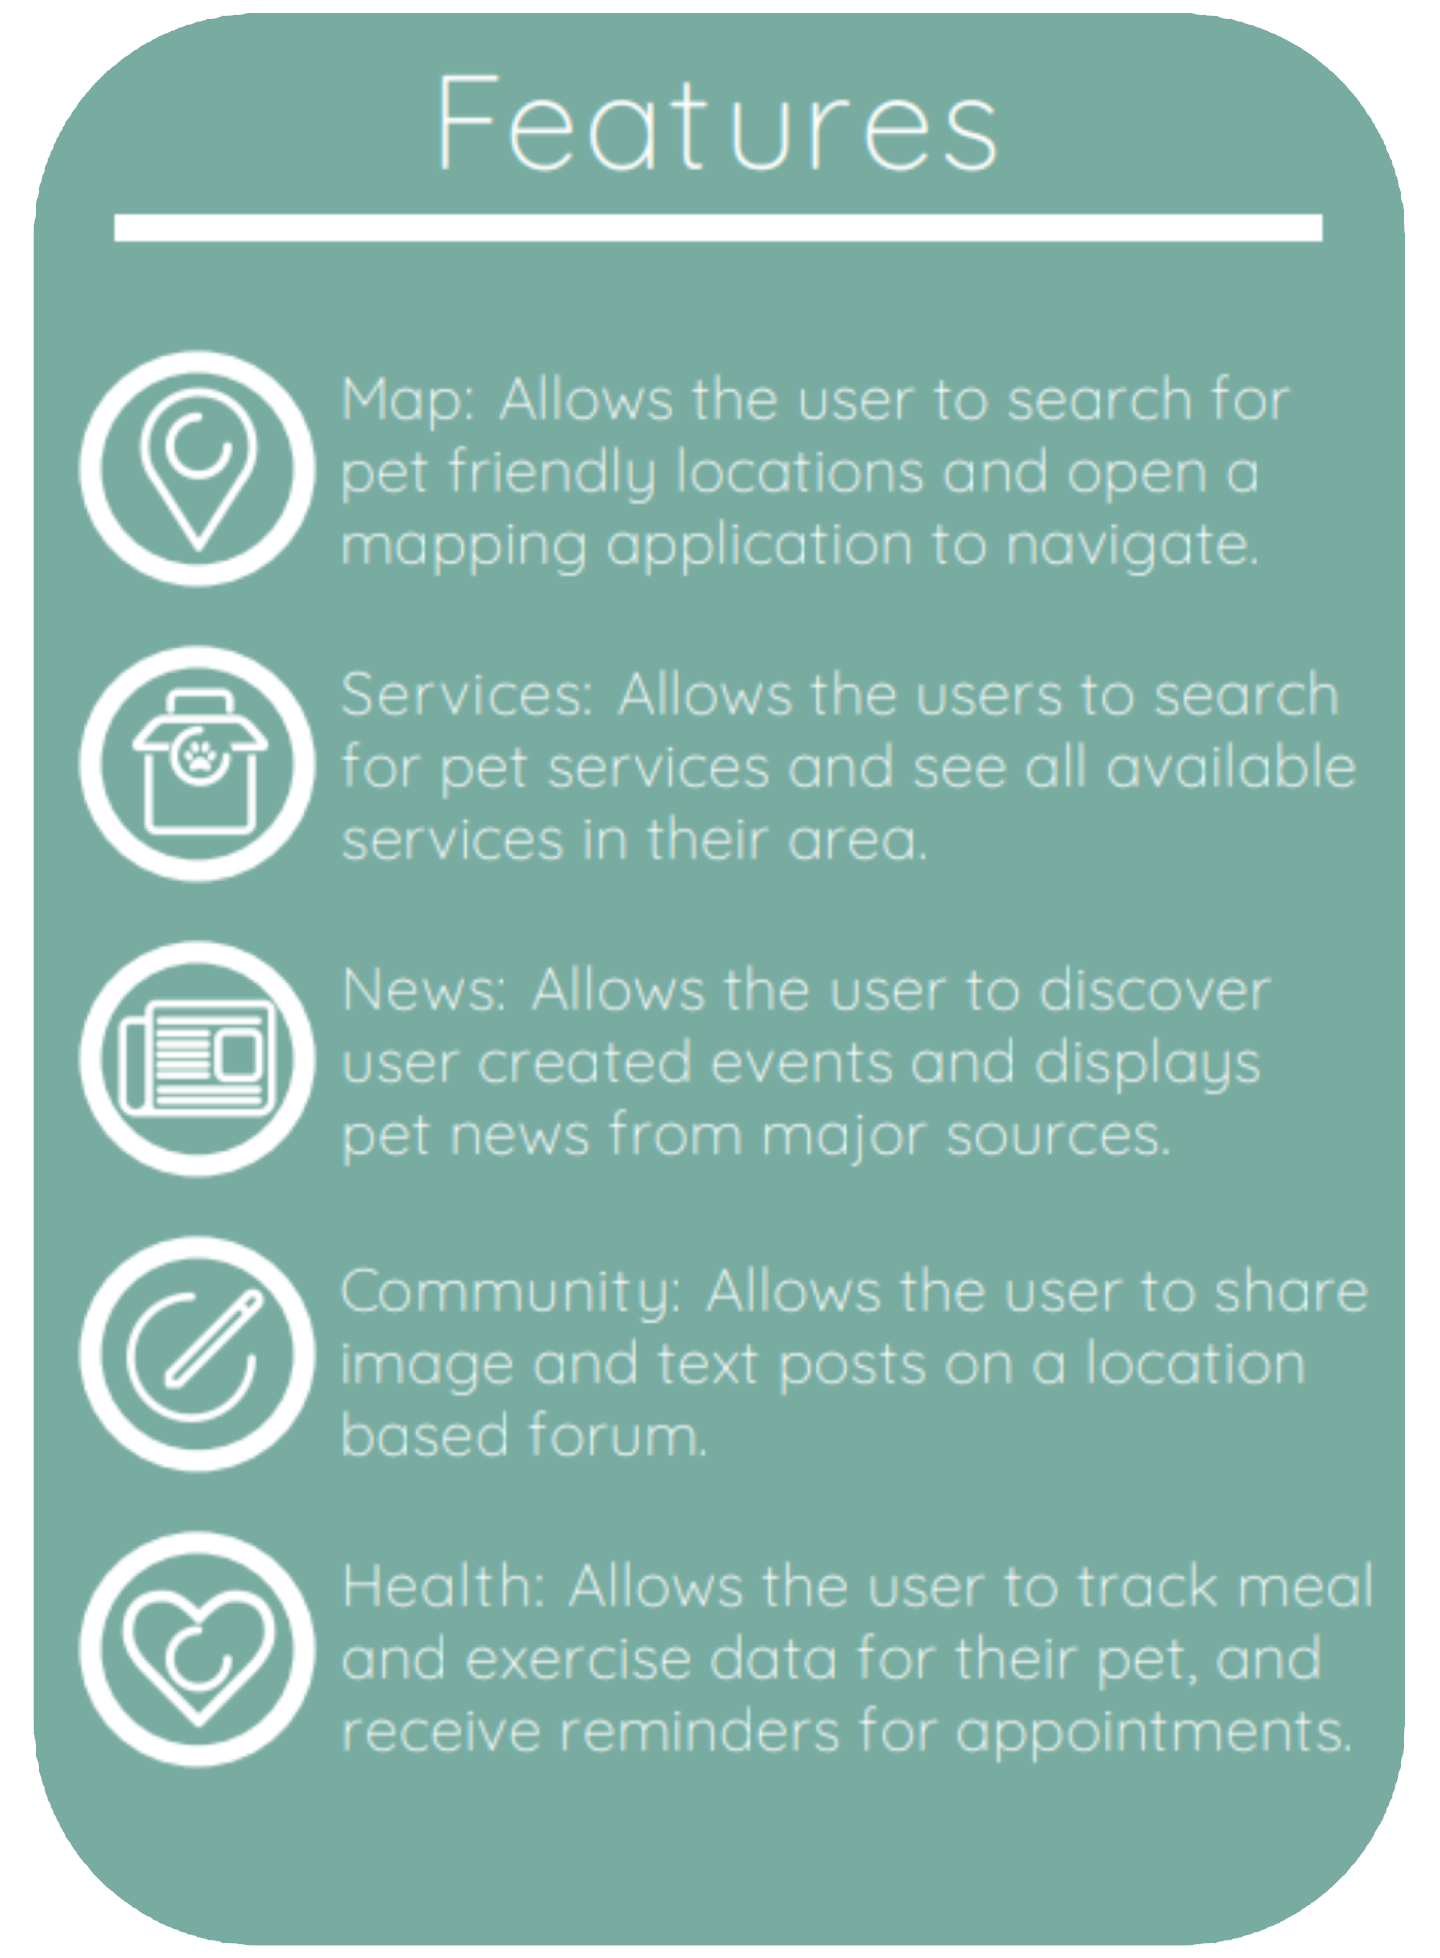 Features
Map: Allows the user to search for
pet friendly locations and open a
mapping application to navigate.
Services: Allows the users to search
for pet services and see all available
services in their area.
News: Allows the user to discover
user created events and displays
pet news from major sources.
Community: Allows the user to share
image and text posts on a location
based forum.
Health: Allows the user to track meal
and exercise data for their pet, and
receive reminders for appointments.